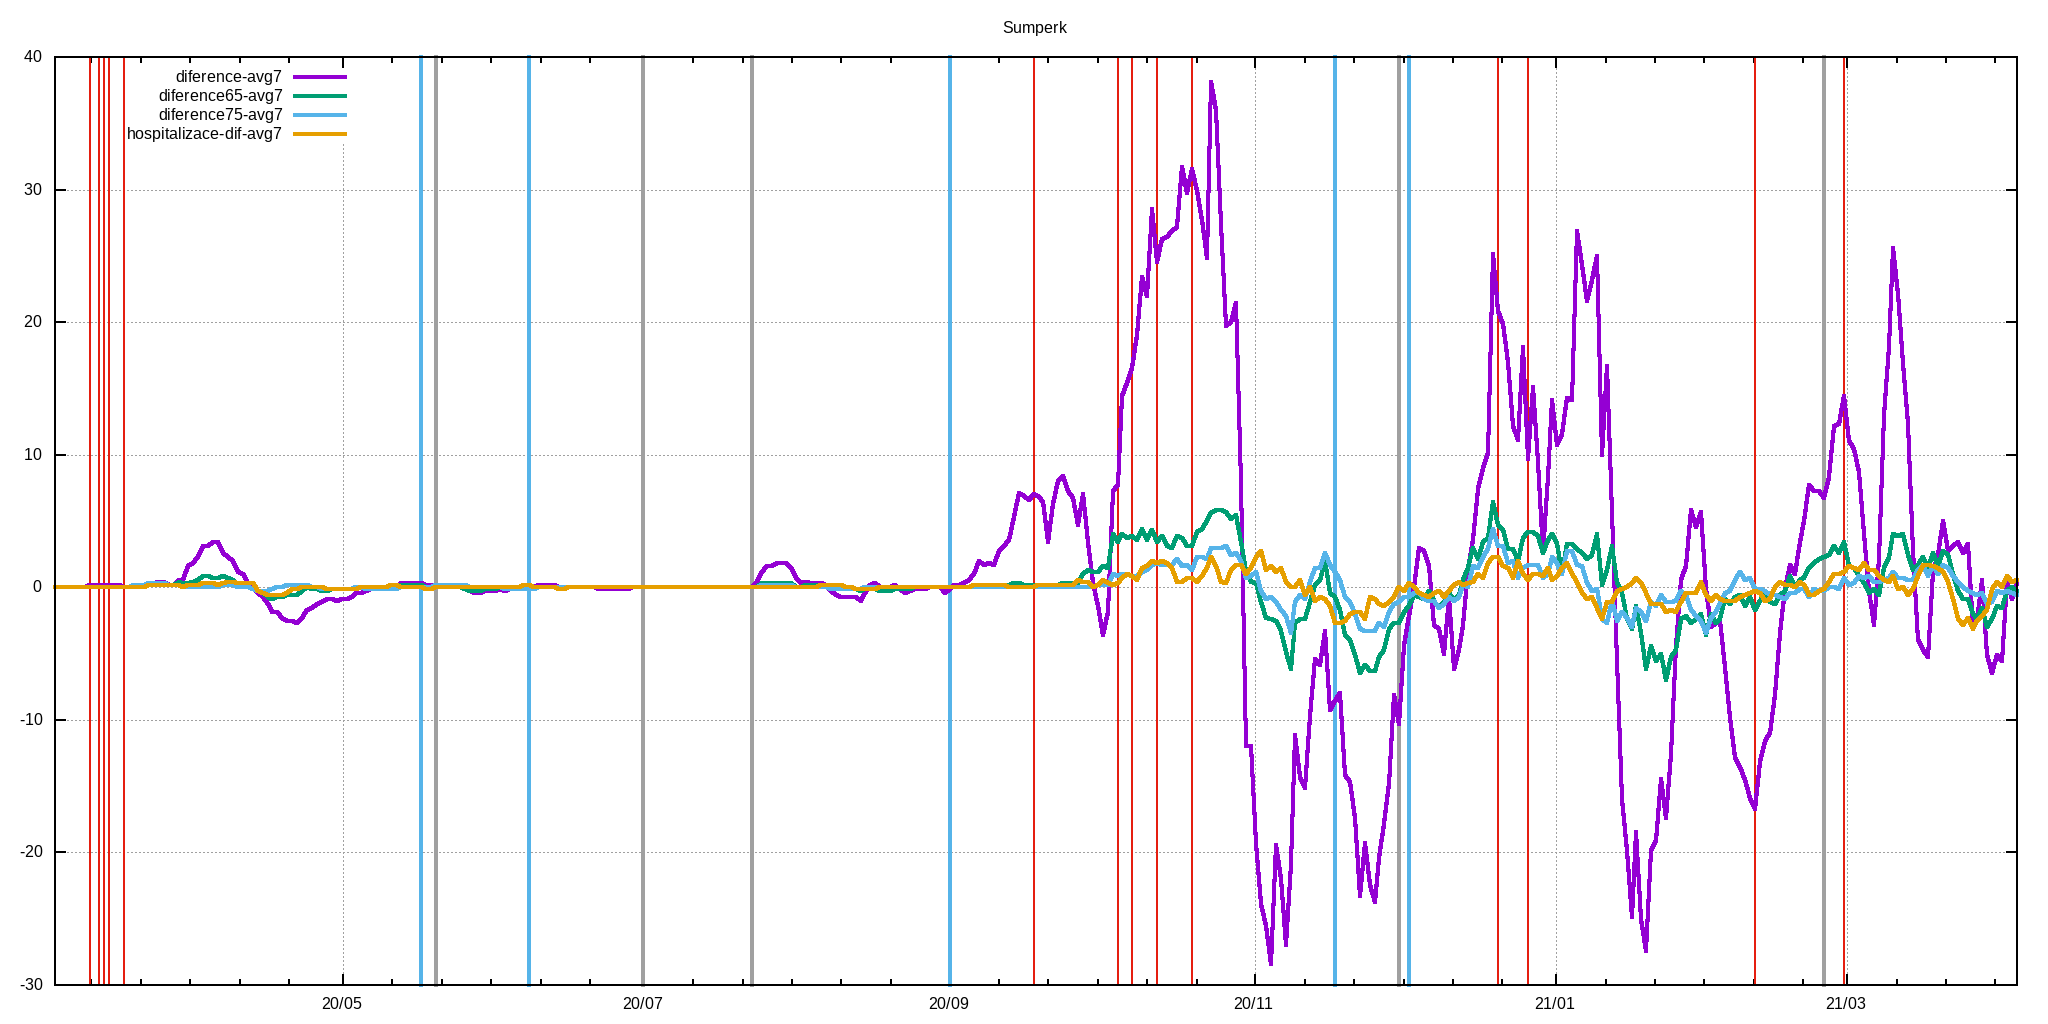 Sumperk
40
30
20
10
0
-10
-20
-30
diference-avg7
diference65-avg7
diference75-avg7
hospitalizace-dif-avg7
20/05
20/07
20/09
20/11
21/01
21/03